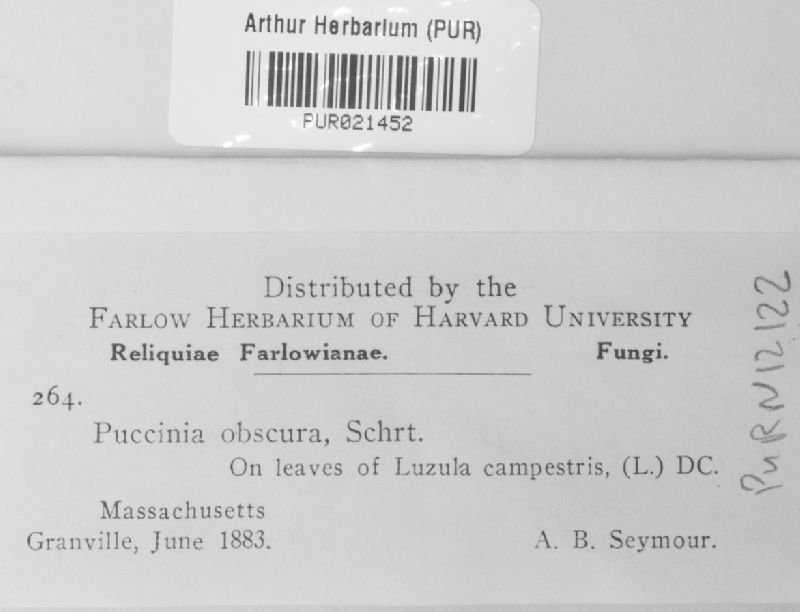 Arthur Herbarium (PUR)
PUR021452
Distributed by the
FARLOW HERBARIUM OF HARVARD UNIVERSITY
Reliquiae Farlowianae. Fungi.
264.
Puccinia obscura, Schrt.
On leaves of Luzula campestris, (L.) DC.
Massachusetts
Granville, June 1883. A. B. Seymour.
PURN12122